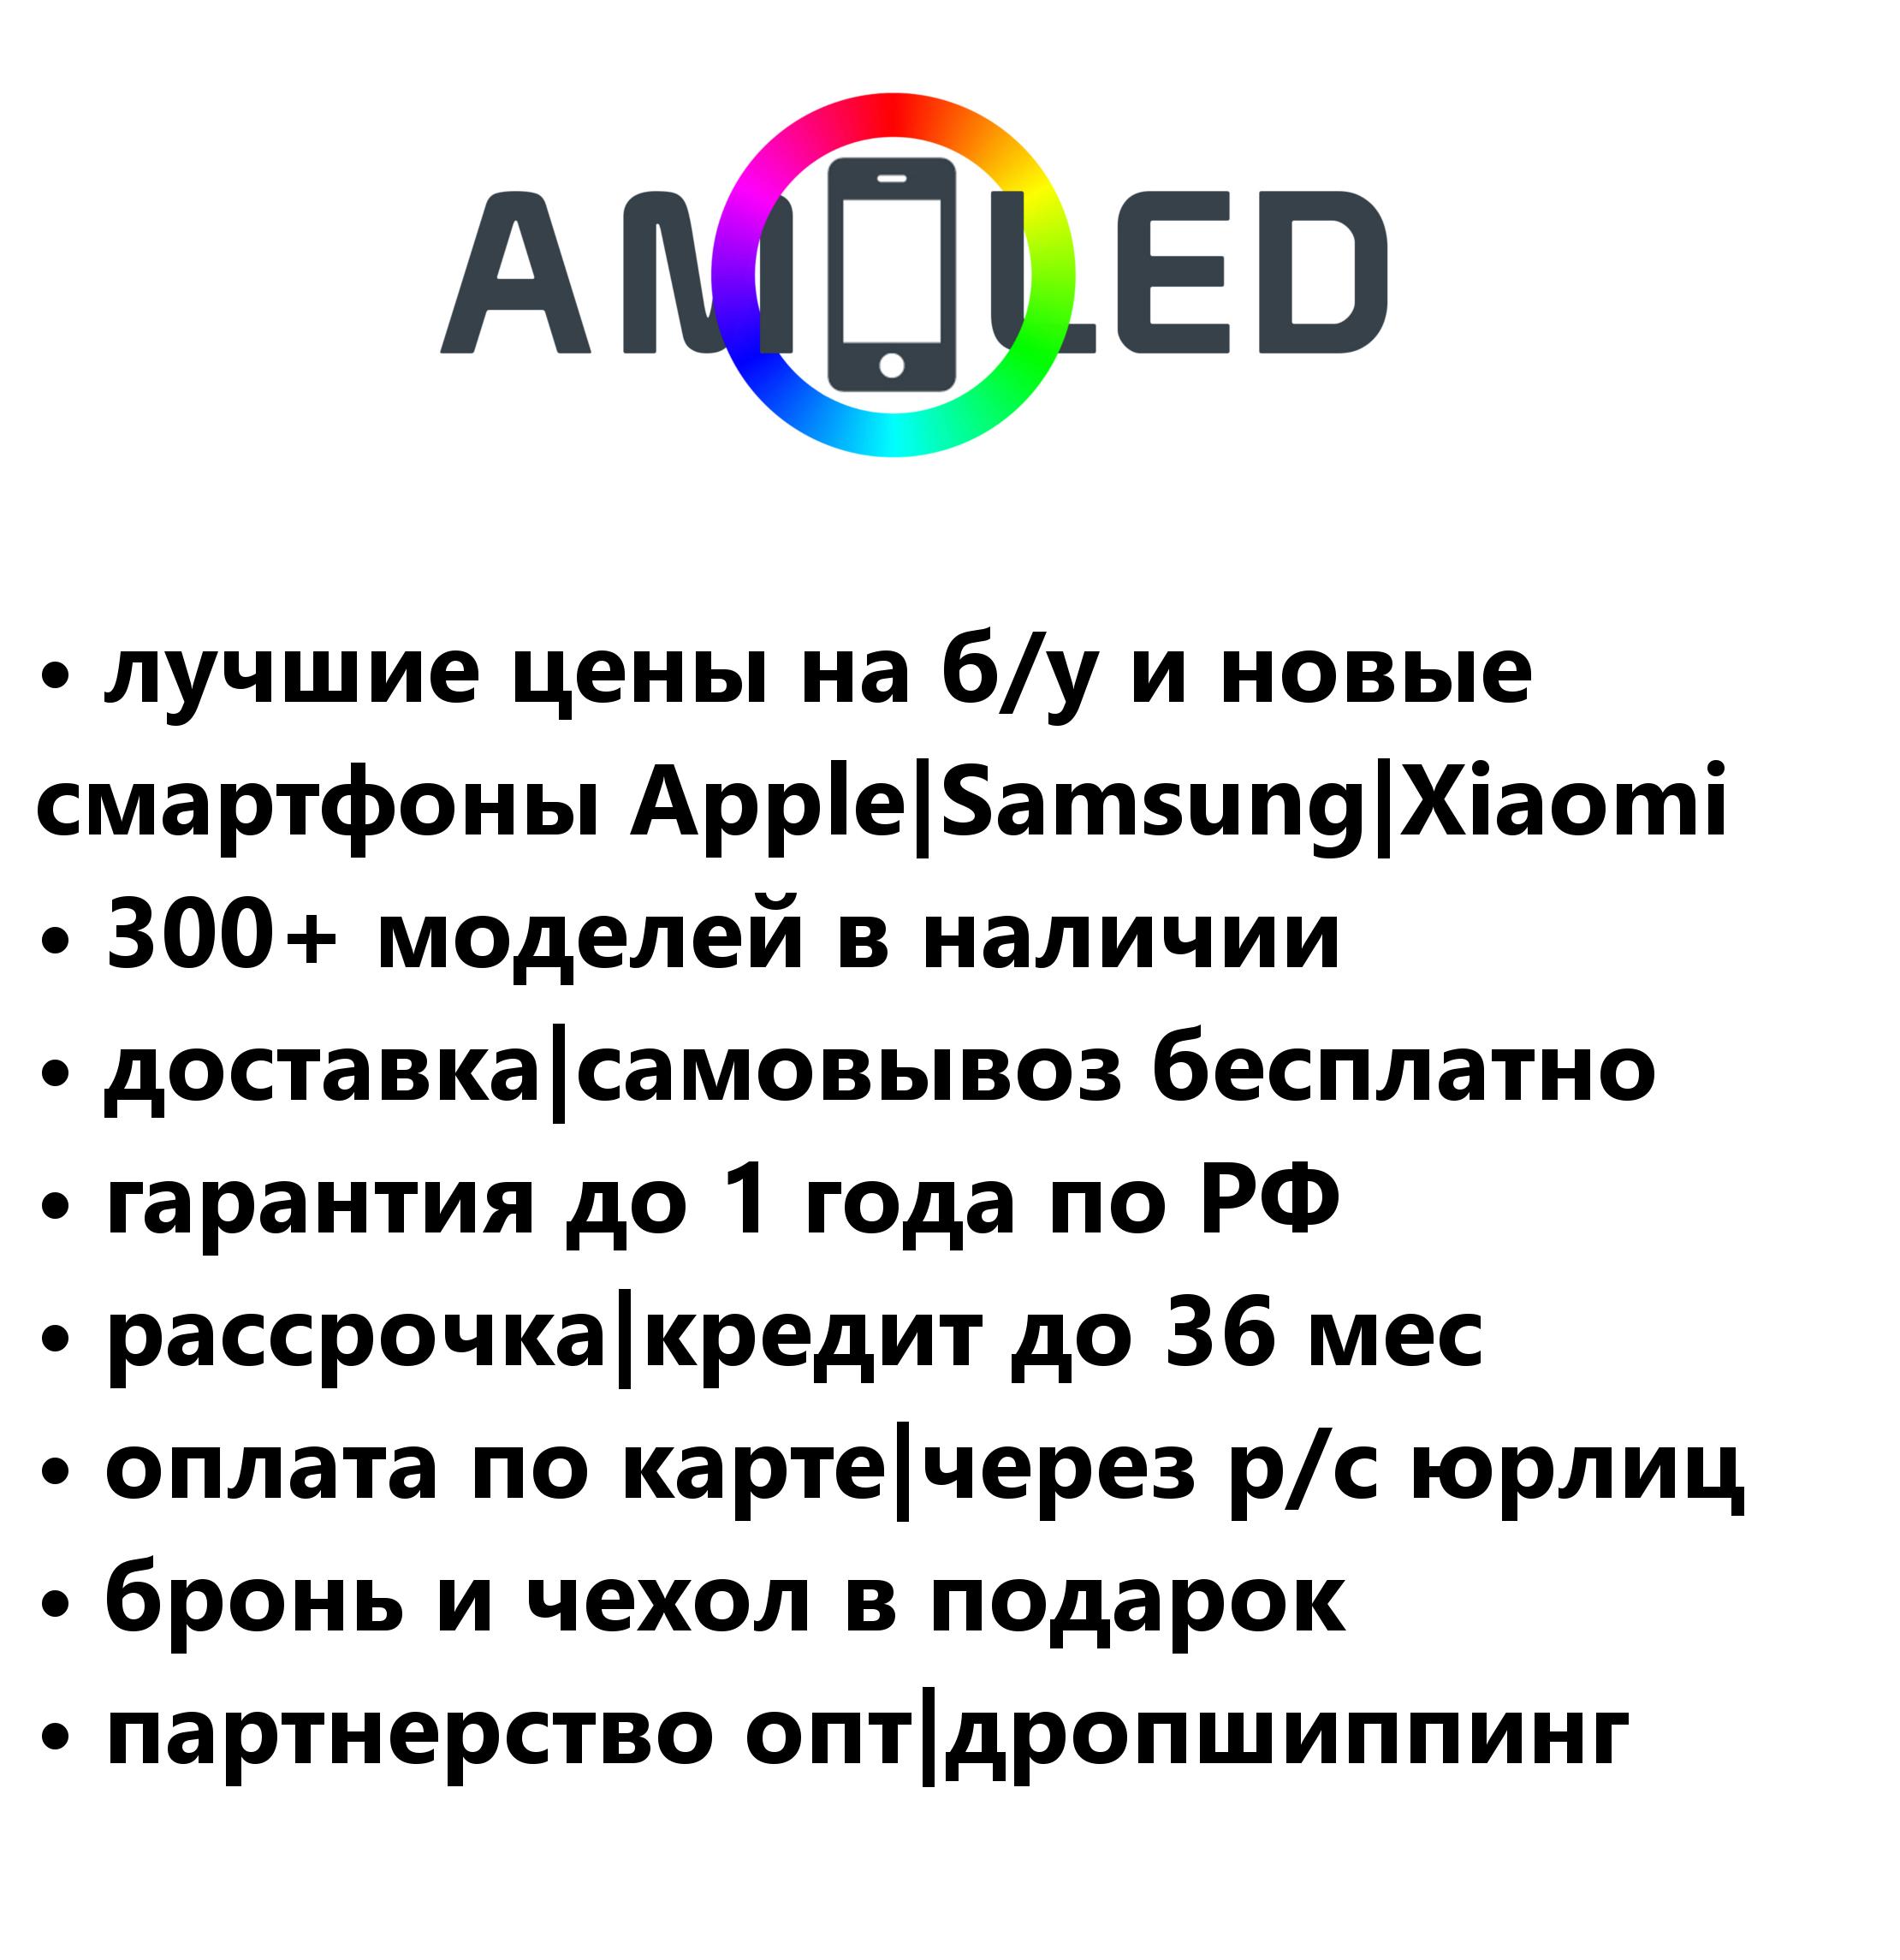 AMOLED
• лучшие цены на б/у и новые
смартфоны Apple|Samsung|Xiaomi
• 300+ моделей в наличии
• доставка|самовывоз бесплатно
• гарантия до 1 года по РФ
• рассрочка|кредит до 36 мес
• оплата по карте|через р/с юрлиц
• бронь и чехол в подарок
• партнерство опт|дропшиппинг